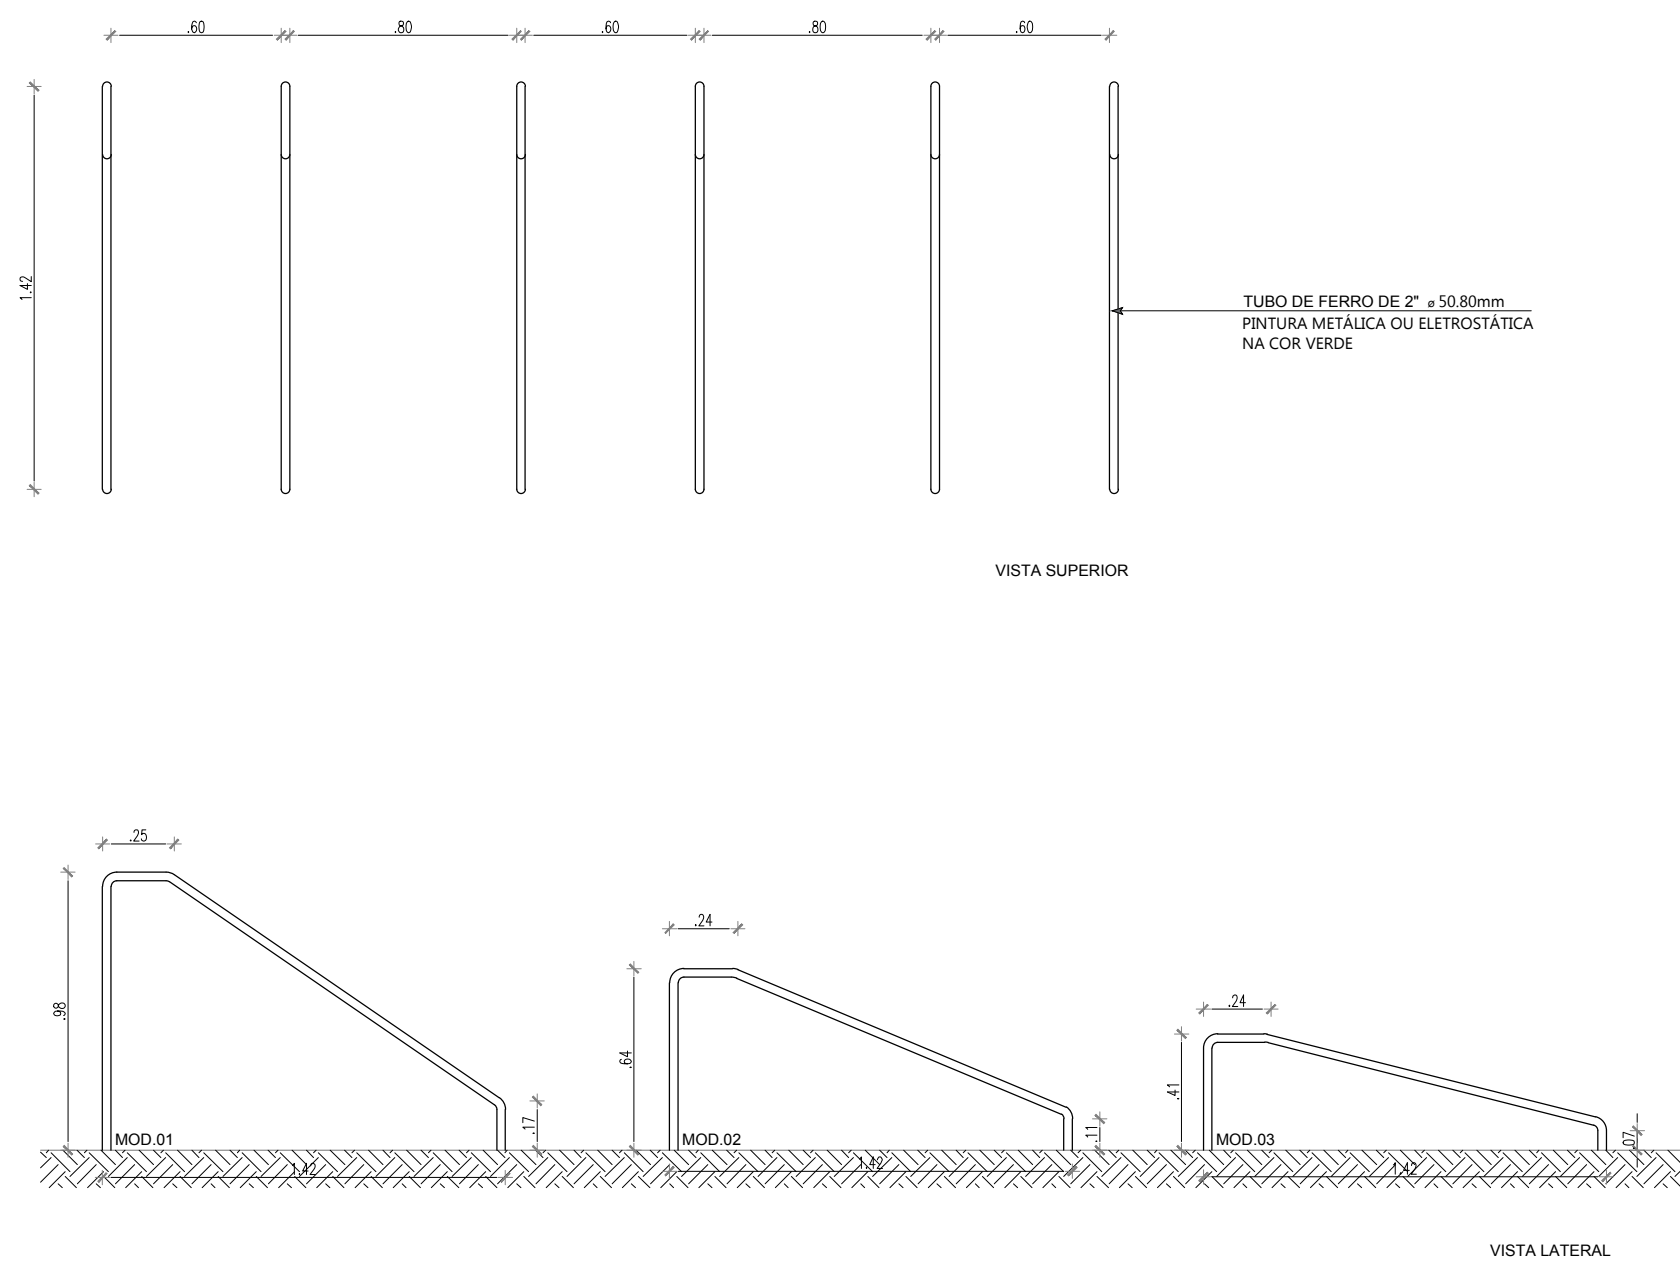 .60 .80 .60 .80 .60
1.42
TUBO DE FERRO DE 2" ø 50.80mm
PINTURA METÁLICA OU ELETROSTÁTICA
NA COR VERDE
VISTA SUPERIOR
.25
.98
.17
MOD.01
1.42
.24
.64
.11
MOD.02
1.42
.24
.41
.07
MOD.03
1.42
VISTA LATERAL